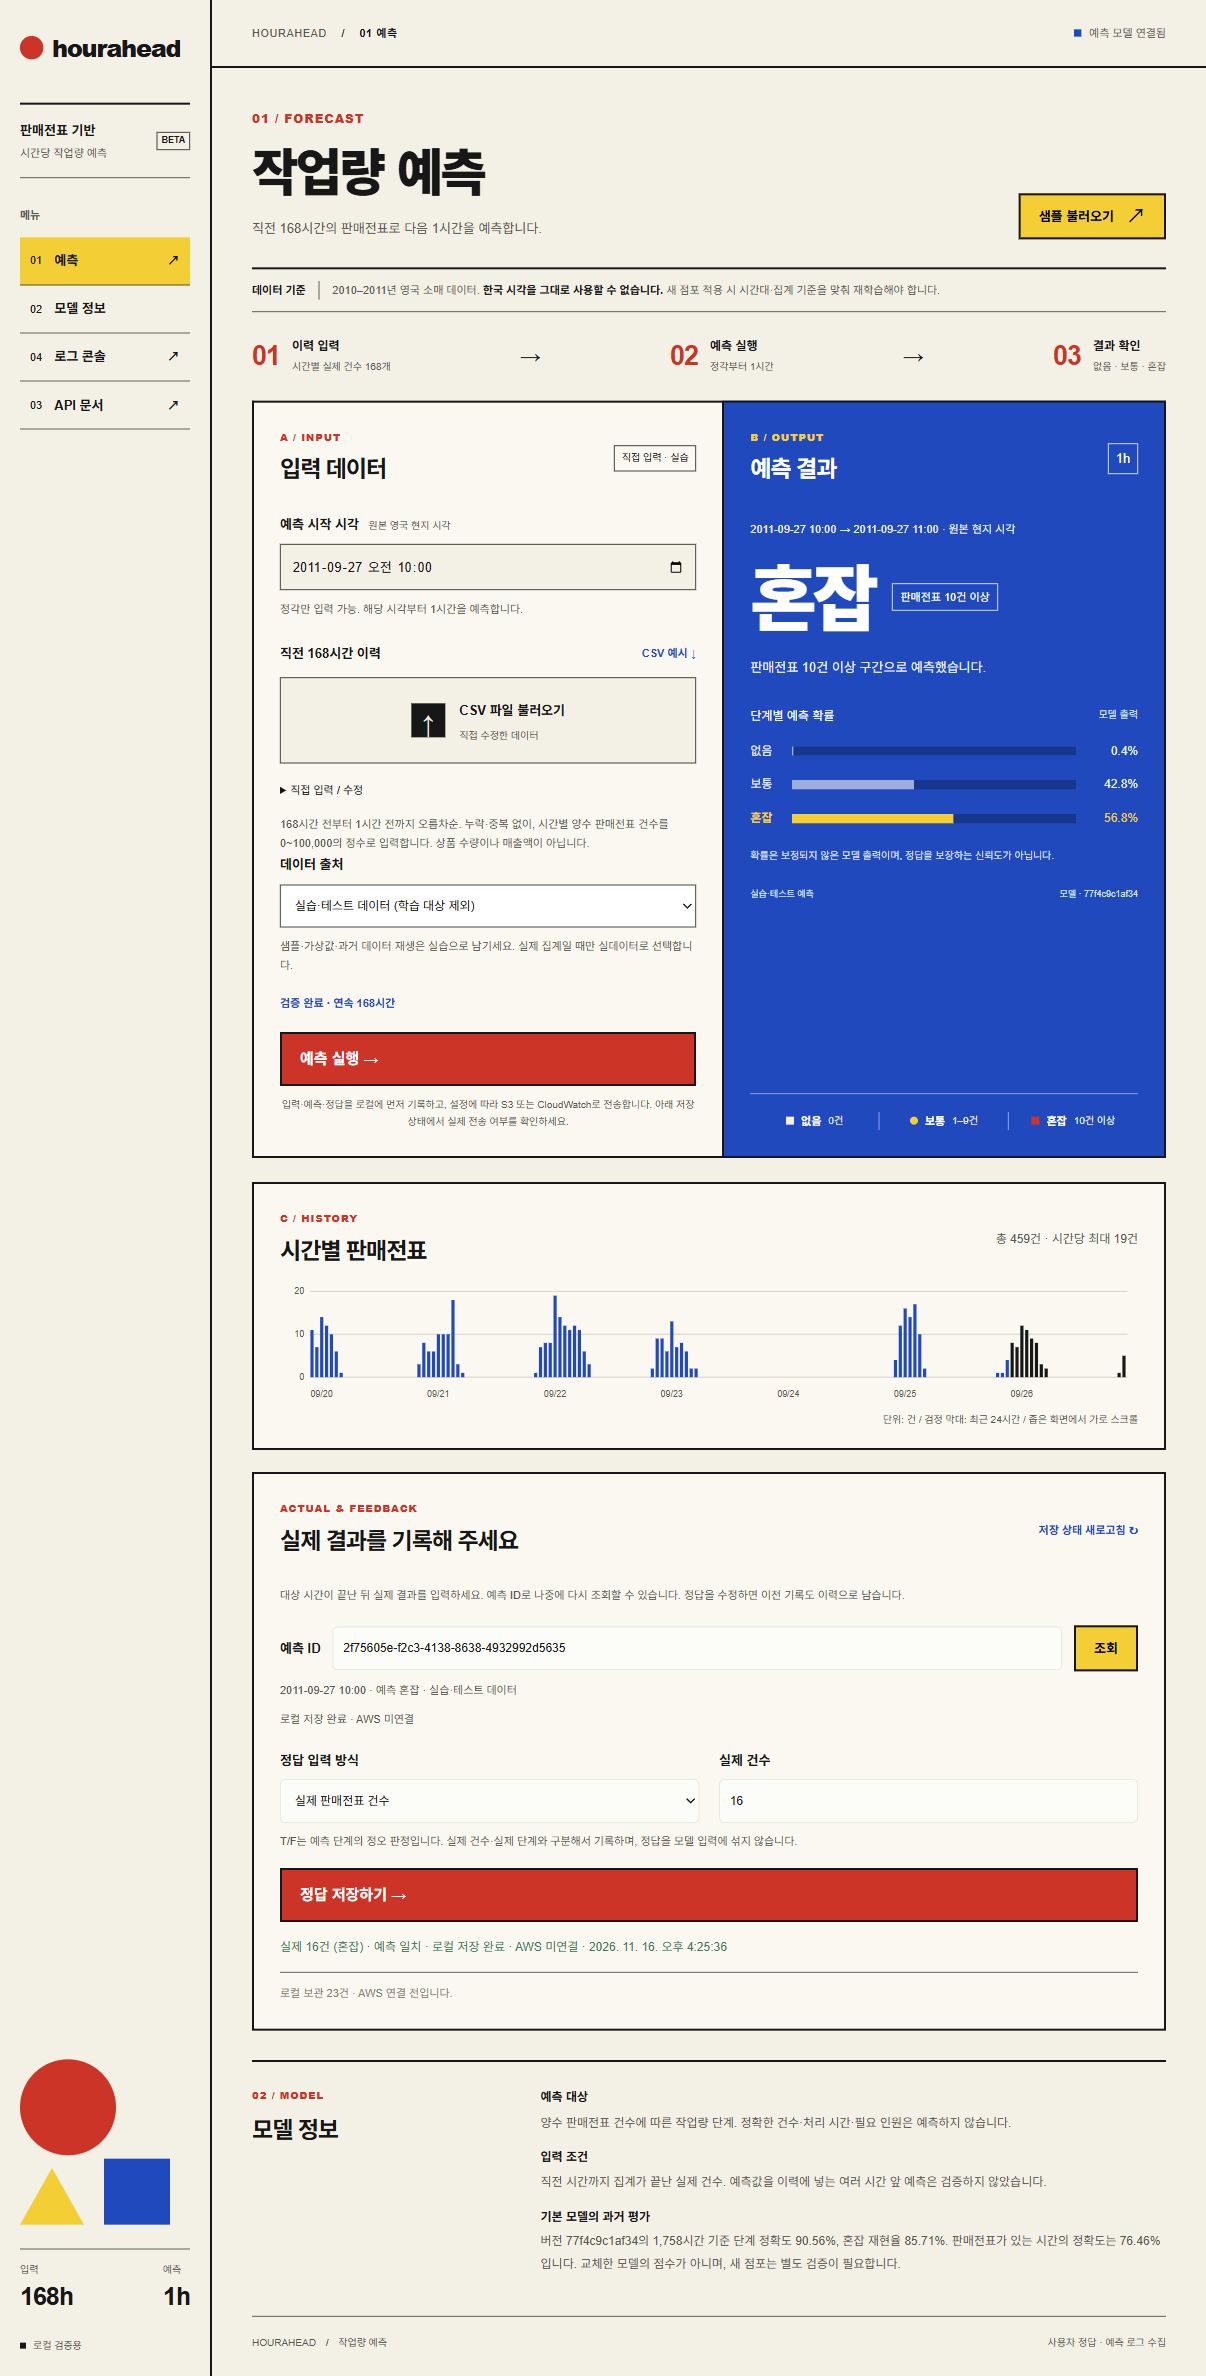 hourahead
판매전표 기반
시간당 작업량 예측
BETA
메뉴
01 예측 ↗
02 모델 정보
04 로그 콘솔 ↗
03 API 문서 ↗
입력
168h
예측
1h
로컬 검증용
HOURAHEAD / 01 예측
예측 모델 연결됨
01 / FORECAST
작업량 예측
직전 168시간의 판매전표로 다음 1시간을 예측합니다.
샘플 불러오기 ↗
데이터 기준
2010–2011년 영국 소매 데이터. 한국 시각을 그대로 사용할 수 없습니다. 새 점포 적용 시 시간대·집계 기준을 맞춰 재학습해야 합니다.
01 이력 입력
시간별 실제 건수 168개
→
02 예측 실행
정각부터 1시간
→
03 결과 확인
없음 · 보통 · 혼잡
A / INPUT
입력 데이터
직접 입력 · 실습
예측 시작 시각 원본 영국 현지 시각
2011-09-27 오전 10:00
정각만 입력 가능. 해당 시각부터 1시간을 예측합니다.
직전 168시간 이력
CSV 예시 ↓
↑
CSV 파일 불러오기
직접 수정한 데이터
▶ 직접 입력 / 수정
168시간 전부터 1시간 전까지 오름차순. 누락·중복 없이, 시간별 양수 판매전표 건수를
0~100,000의 정수로 입력합니다. 상품 수량이나 매출액이 아닙니다.
데이터 출처
실습·테스트 데이터 (학습 대상 제외)
샘플·가상값·과거 데이터 재생은 실습으로 남기세요. 실제 집계일 때만 실데이터로 선택합니
다.
검증 완료 · 연속 168시간
예측 실행 →
입력·예측·정답을 로컬에 먼저 기록하고, 설정에 따라 S3 또는 CloudWatch로 전송합니다. 아래 저장
상태에서 실제 전송 여부를 확인하세요.
B / OUTPUT
예측 결과
1h
2011-09-27 10:00 → 2011-09-27 11:00 · 원본 현지 시각
혼잡
판매전표 10건 이상
판매전표 10건 이상 구간으로 예측했습니다.
단계별 예측 확률
모델 출력
없음 0.4%
보통 42.8%
혼잡 56.8%
확률은 보정되지 않은 모델 출력이며, 정답을 보장하는 신뢰도가 아닙니다.
실습·테스트 예측
모델 · 77f4c9c1af34
없음 0건
보통 1–9건
혼잡 10건 이상
C / HISTORY
시간별 판매전표
총 459건 · 시간당 최대 19건
20
10
0
09/20 09/21 09/22 09/23 09/24 09/25 09/26
단위: 건 / 검정 막대: 최근 24시간 / 좁은 화면에서 가로 스크롤
ACTUAL & FEEDBACK
실제 결과를 기록해 주세요
저장 상태 새로고침 ↻
대상 시간이 끝난 뒤 실제 결과를 입력하세요. 예측 ID로 나중에 다시 조회할 수 있습니다. 정답을 수정하면 이전 기록도 이력으로 남습니다.
예측 ID
2f75605e-f2c3-4138-8638-4932992d5635
조회
2011-09-27 10:00 · 예측 혼잡 · 실습·테스트 데이터
로컬 저장 완료 · AWS 미연결
정답 입력 방식
실제 판매전표 건수
실제 건수
16
T/F는 예측 단계의 정오 판정입니다. 실제 건수·실제 단계와 구분해서 기록하며, 정답을 모델 입력에 섞지 않습니다.
정답 저장하기 →
실제 16건 (혼잡) · 예측 일치 · 로컬 저장 완료 · AWS 미연결 · 2026. 11. 16. 오후 4:25:36
로컬 보관 23건 · AWS 연결 전입니다.
02 / MODEL
모델 정보
예측 대상
양수 판매전표 건수에 따른 작업량 단계. 정확한 건수·처리 시간·필요 인원은 예측하지 않습니다.
입력 조건
직전 시간까지 집계가 끝난 실제 건수. 예측값을 이력에 넣는 여러 시간 앞 예측은 검증하지 않았습니다.
기본 모델의 과거 평가
버전 77f4c9c1af34의 1,758시간 기준 단계 정확도 90.56%, 혼잡 재현율 85.71%. 판매전표가 있는 시간의 정확도는 76.46%
입니다. 교체한 모델의 점수가 아니며, 새 점포는 별도 검증이 필요합니다.
HOURAHEAD / 작업량 예측
사용자 정답 · 예측 로그 수집